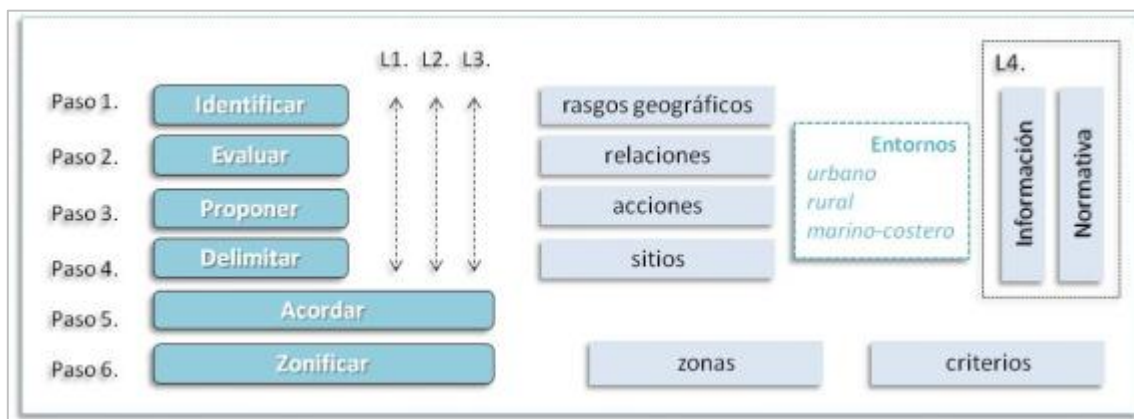 L1. L2. L3.
L4.
Paso 1. Identificar rasgos geográficos
Paso 2. Evaluar relaciones
Paso 3. Proponer acciones
Paso 4. Delimitar sitios
Entornos
urbano
rural
marino-costero
Información
Normativa
Paso 5. Acordar
Paso 6. Zonificar zonas criterios